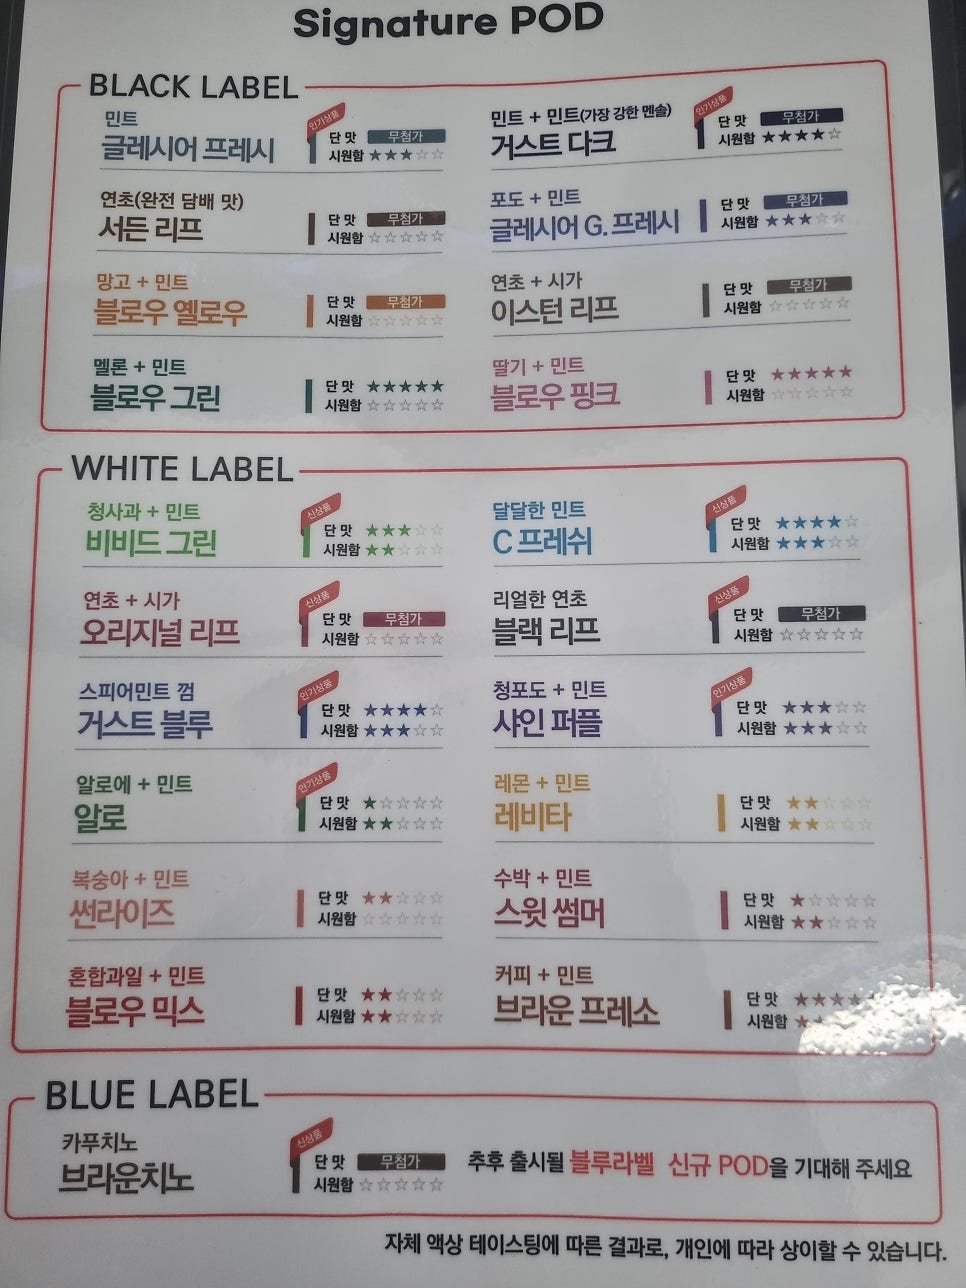 Signature POD
BLACK LABEL
민트
글레시어 프레시
인기상품
단 맛 무첨가
시원함 ★★★☆☆
민트 + 민트(가장 강한 멘솔)
거스트 다크
인기상품
단 맛 무첨가
시원함 ★★★★☆
연초(완전 담배 맛)
서든 리프
단 맛 무첨가
시원함 ☆☆☆☆☆
포도 + 민트
글레시어 G. 프레시
단 맛 무첨가
시원함 ★★★☆☆
망고 + 민트
블로우 옐로우
단 맛 무첨가
시원함 ☆☆☆☆☆
연초 + 시가
이스턴 리프
단 맛 무첨가
시원함 ☆☆☆☆☆
멜론 + 민트
블로우 그린
단 맛 ★★★★★
시원함 ☆☆☆☆☆
딸기 + 민트
블로우 핑크
단 맛 ★★★★★
시원함 ☆☆☆☆☆
WHITE LABEL
청사과 + 민트
비비드 그린
신상품
단 맛 ★★★☆☆
시원함 ★★☆☆☆
달달한 민트
C 프레쉬
신상품
단 맛 ★★★★☆
시원함 ★★★☆☆
연초 + 시가
오리지널 리프
신상품
단 맛 무첨가
시원함 ☆☆☆☆☆
리얼한 연초
블랙 리프
신상품
단 맛 무첨가
시원함 ☆☆☆☆☆
스피어민트 껌
거스트 블루
인기상품
단 맛 ★★★★☆
시원함 ★★★☆☆
청포도 + 민트
샤인 퍼플
인기상품
단 맛 ★★★☆☆
시원함 ★★★☆☆
알로에 + 민트
알로
인기상품
단 맛 ★☆☆☆☆
시원함 ★★☆☆☆
레몬 + 민트
레비타
단 맛 ★★☆☆☆
시원함 ★★☆☆☆
복숭아 + 민트
썬라이즈
단 맛 ★★☆☆☆
시원함 ☆☆☆☆☆
수박 + 민트
스윗 썸머
단 맛 ★☆☆☆☆
시원함 ★★☆☆☆
혼합과일 + 민트
블로우 믹스
단 맛 ★★☆☆☆
시원함 ★★☆☆☆
커피 + 민트
브라운 프레소
단 맛 ★★★★
시원함 ★
BLUE LABEL
카푸치노
브라운치노
신상품
단 맛 무첨가
시원함 ☆☆☆☆☆
추후 출시될 블루라벨 신규 POD을 기대해 주세요
자체 액상 테이스팅에 따른 결과로, 개인에 따라 상이할 수 있습니다.